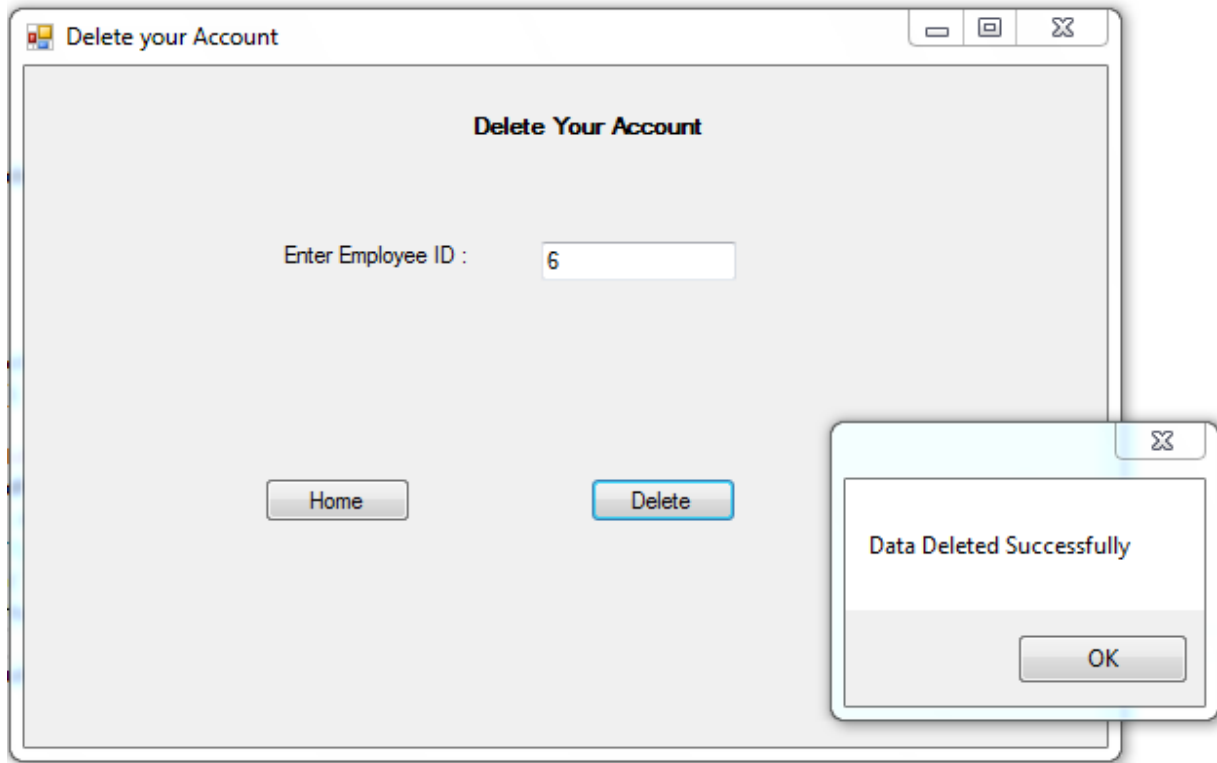 Delete your Account
Delete Your Account
Enter Employee ID :
6
Home
Delete
Data Deleted Successfully
OK